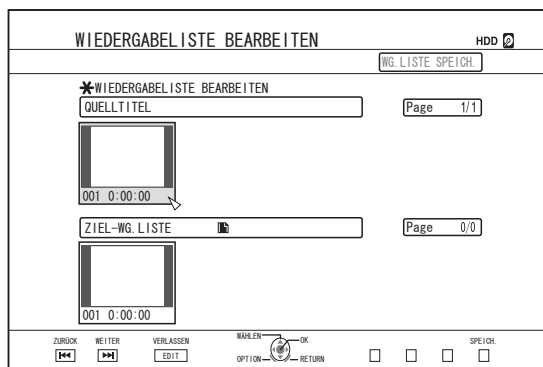 WIEDERGABELISTE BEARBEITEN HDD
WG.LISTE SPEICH.
WIEDERGABELISTE BEARBEITEN
QUELLTITEL Page 1/1
001 0:00:00
ZIEL-WG.LISTE Page 0/0
001 0:00:00
ZURÜCK WEITER VERLASSEN WÄHLEN OK SPEICH.
EDIT OPTION RETURN